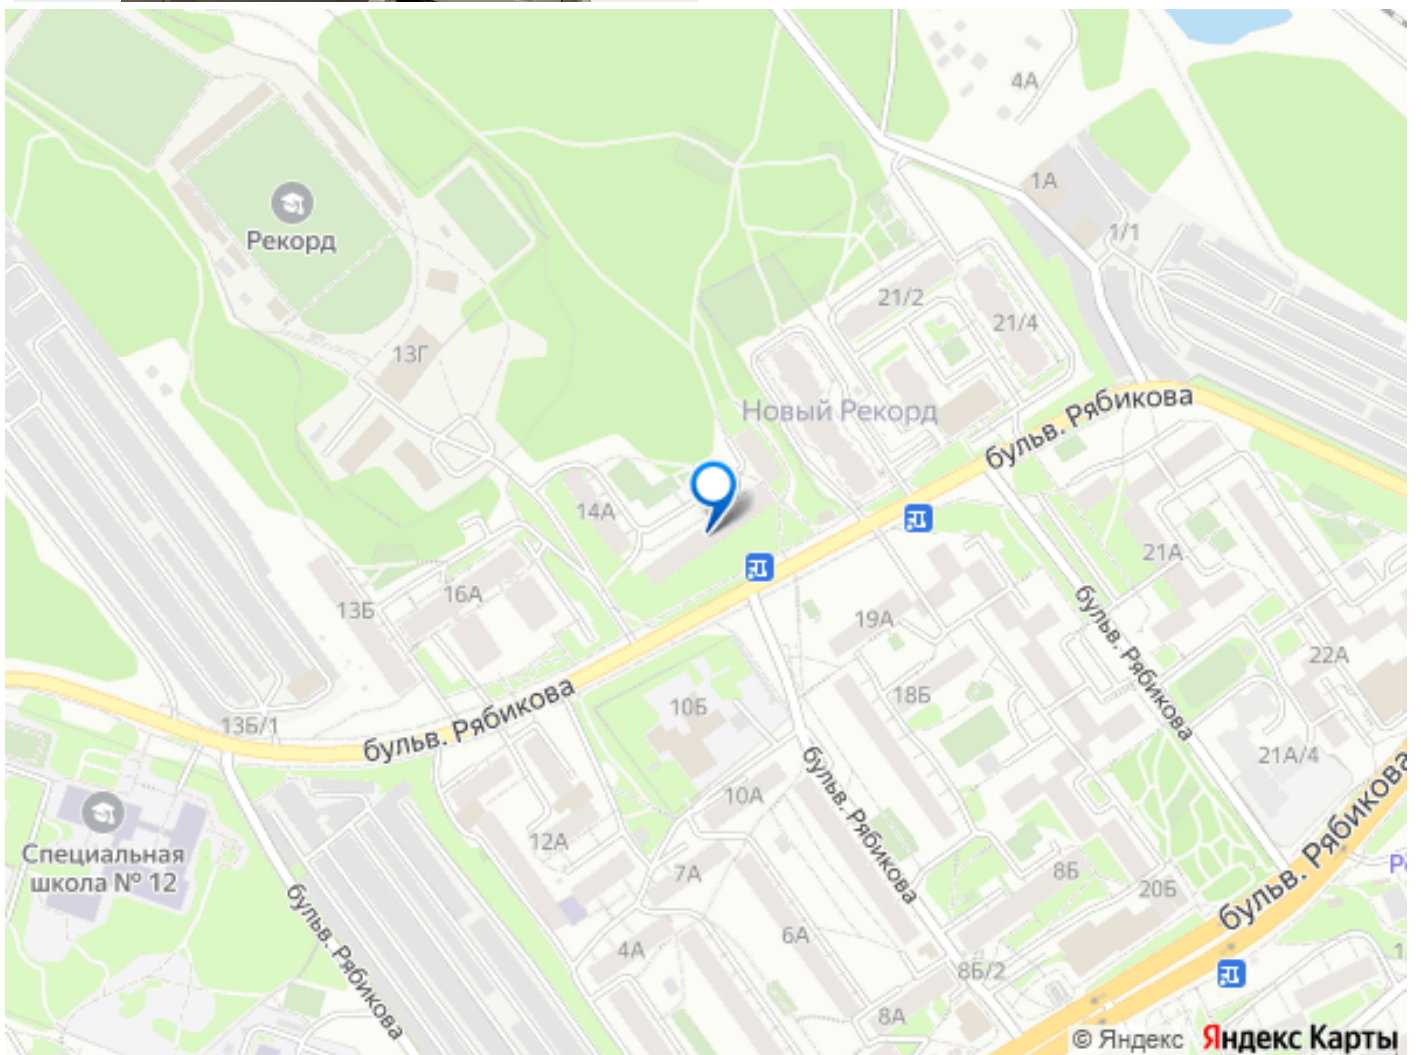 4А
1А
1/1
Рекорд
21/2
21/4
13Г
Новый Рекорд
бульв. Рябикова
14А
21А
13Б
16А
19А
бульв. Рябикова
22А
бульв. Рябикова
10Б
18Б
13Б/1
21А/4
бульв. Рябикова
10А
бульв. Рябикова
12А
Специальная
школа № 12
7А
8Б
20Б
бульв. Рябикова
бульв. Рябикова
4А
6А
8Б/2
8А
© Яндекс Яндекс Карты